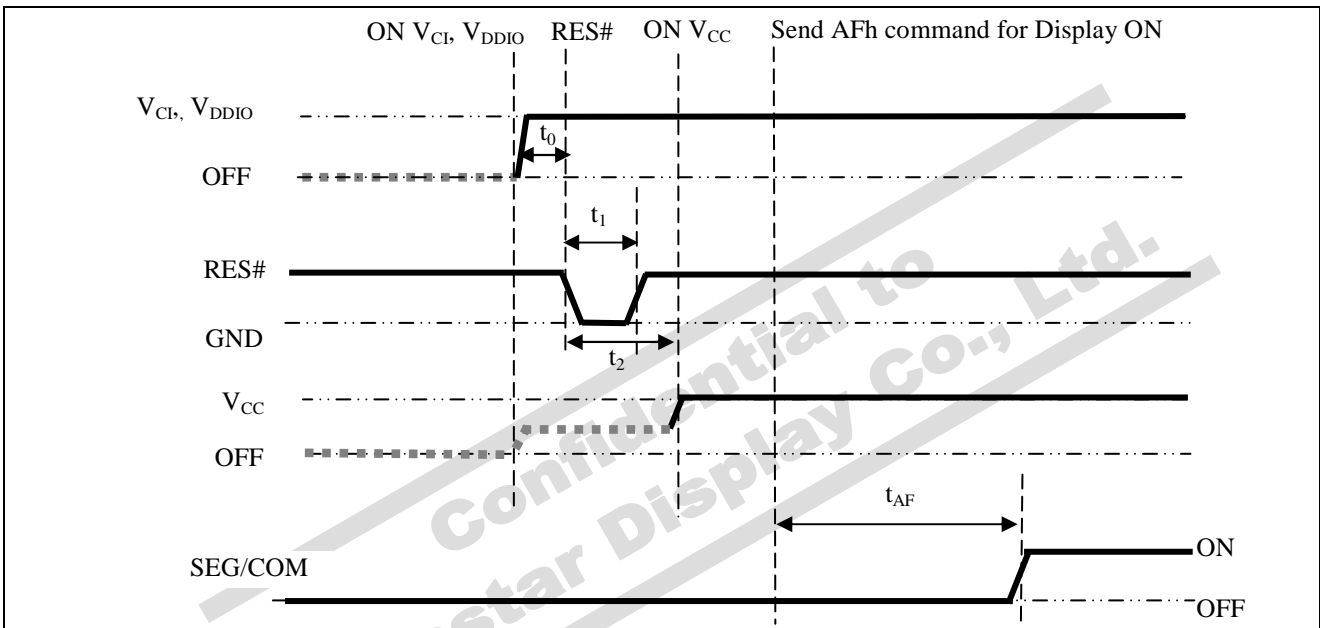 ON VCI, VDDIO RES# ON VCC Send AFh command for Display ON
VCI,, VDDIO
t0
OFF
t1
RES#
GND
t2
VCC
OFF
tAF
SEG/COM
ON
OFF
Confidential to
star Display Co., Ltd.